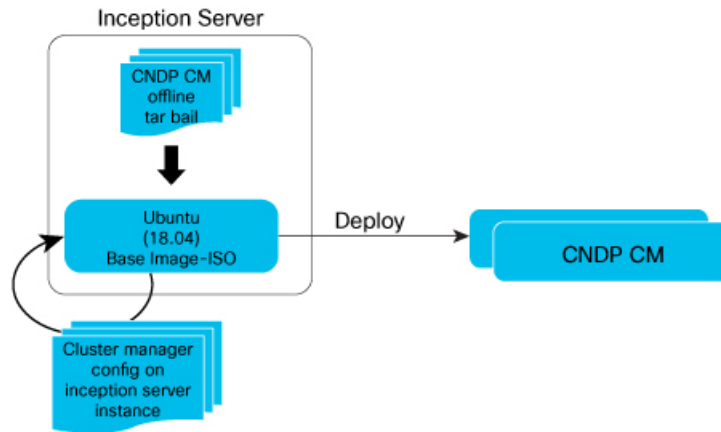 Inception Server
CNDP CM
offline
tar bail
Ubuntu
(18.04)
Base Image-ISO
Deploy
CNDP CM
Cluster manager
config on
inception server
instance